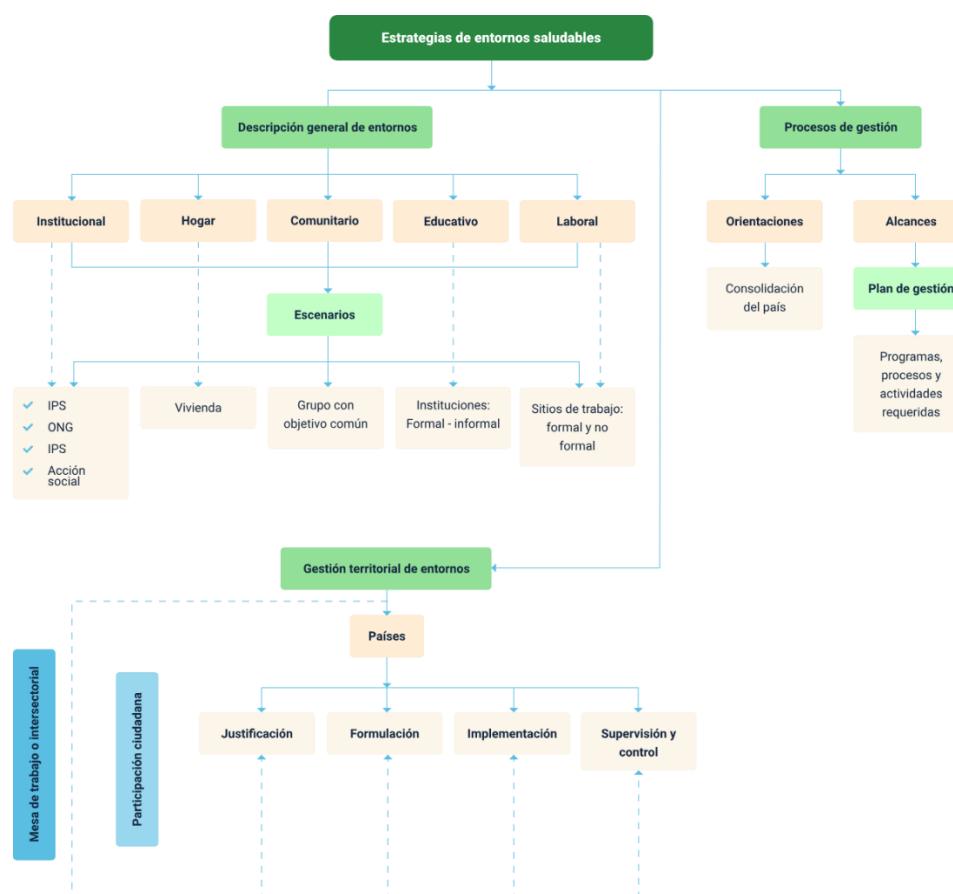 Estrategias de entornos saludables
Descripción general de entornos
Procesos de gestión
Institucional
Hogar
Comunitario
Educativo
Laboral
Orientaciones
Alcances
Consolidación
del país
Plan de gestión
Escenarios
Programas,
procesos y
actividades
requeridas
IPS
ONG
IPS
Acción
social
Vivienda
Grupo con
objetivo común
Instituciones:
Formal - informal
Sitios de trabajo:
formal y no
formal
Gestión territorial de entornos
Países
Mesa de trabajo o intersectorial
Participación ciudadana
Justificación
Formulación
Implementación
Supervisión y
control